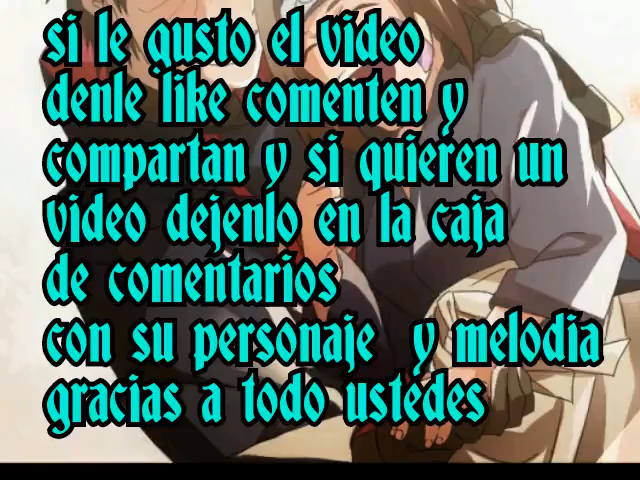 si le gusto el video
denle like comenten y
compartan y si quieren un
video dejenlo en la caja
de comentarios
con su personaje y melodia
gracias a todo ustedes